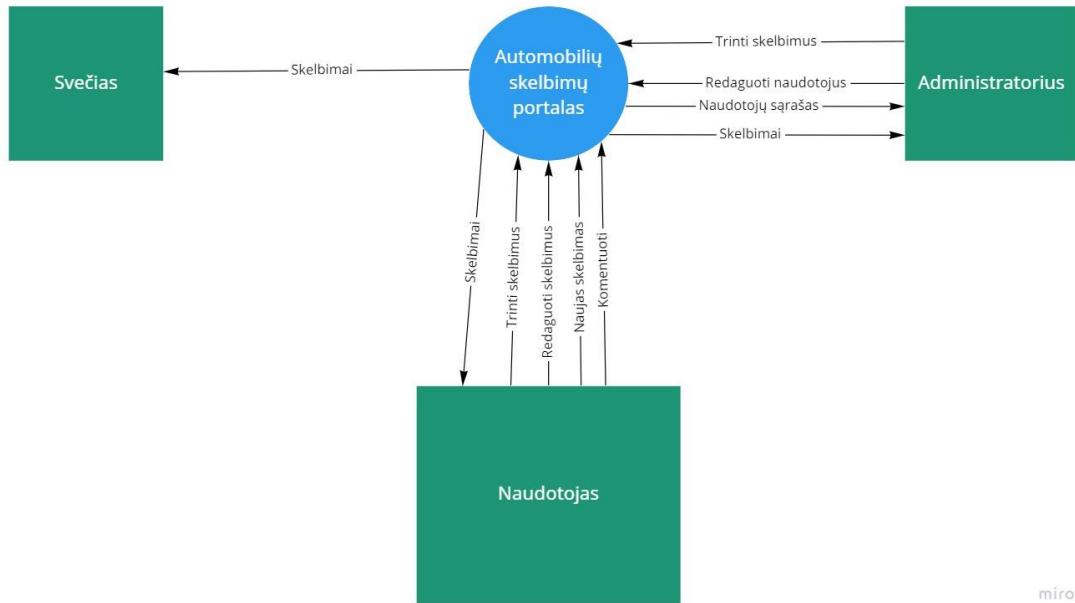 Svečias
Skelbimai
Automobilių
skelbimų
portalas
Trinti skelbimus
Redaguoti naudotojus
Naudotojų sąrašas
Skelbimai
Administratorius
Skelbimai
Trinti skelbimus
Redaguoti skelbimus
Naujas skelbimas
Komentuoti
Naudotojas
miro